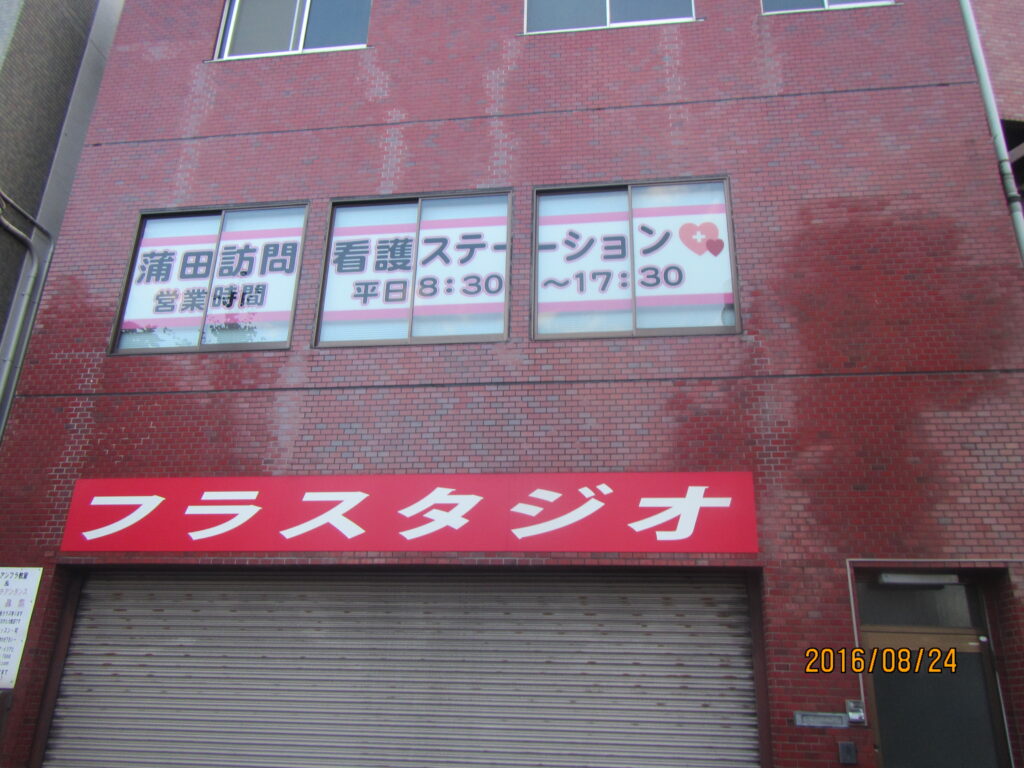 蒲田訪問看護ステーション
営業時間 平日8:30～17:30
フラスタジオ
2016/08/24